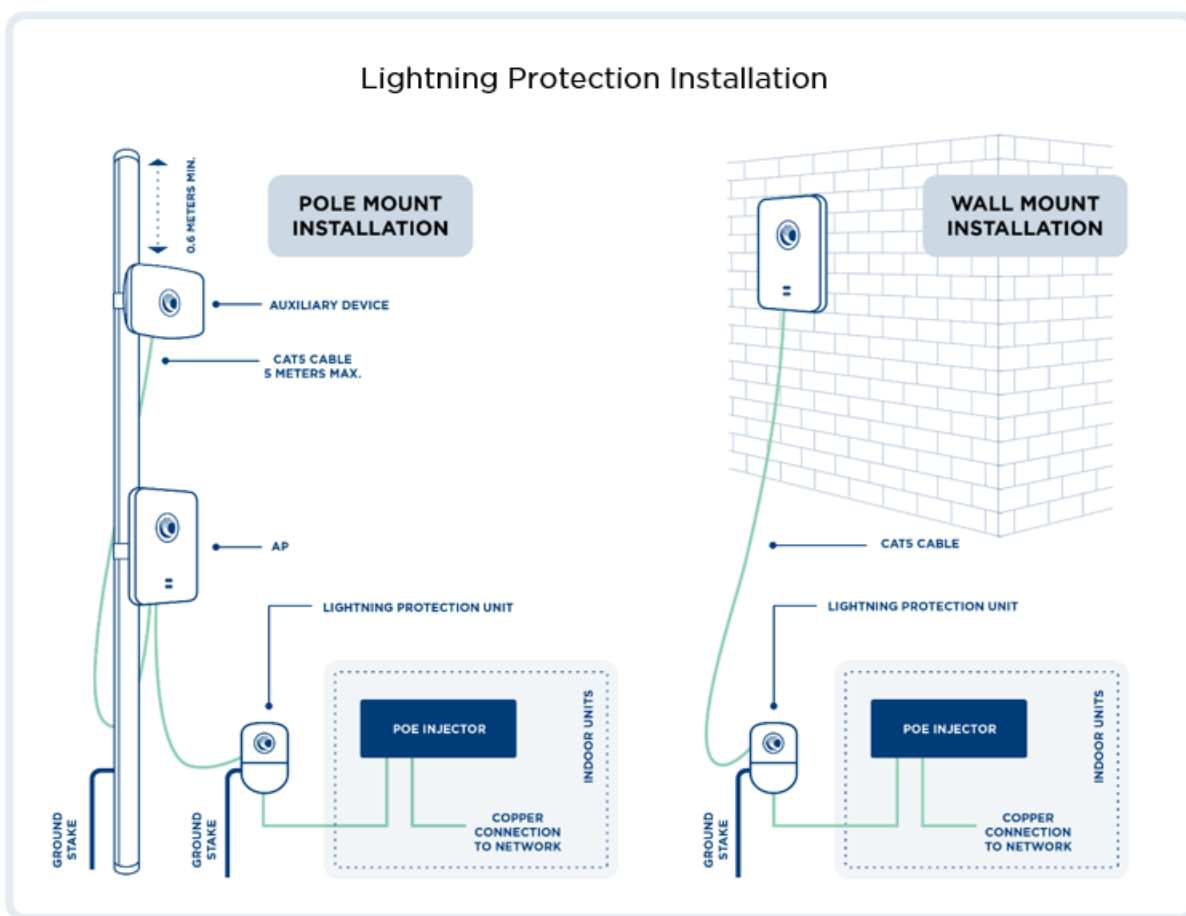 Lightning Protection Installation
0.6 METERS MIN.
POLE MOUNT
INSTALLATION
AUXILIARY DEVICE
CAT5 CABLE
5 METERS MAX.
AP
LIGHTNING PROTECTION UNIT
POE INJECTOR
INDOOR UNITS
COPPER
CONNECTION
TO NETWORK
GROUND
STAKE
GROUND
STAKE
WALL MOUNT
INSTALLATION
CAT5 CABLE
LIGHTNING PROTECTION UNIT
POE INJECTOR
INDOOR UNITS
COPPER
CONNECTION
TO NETWORK
GROUND
STAKE